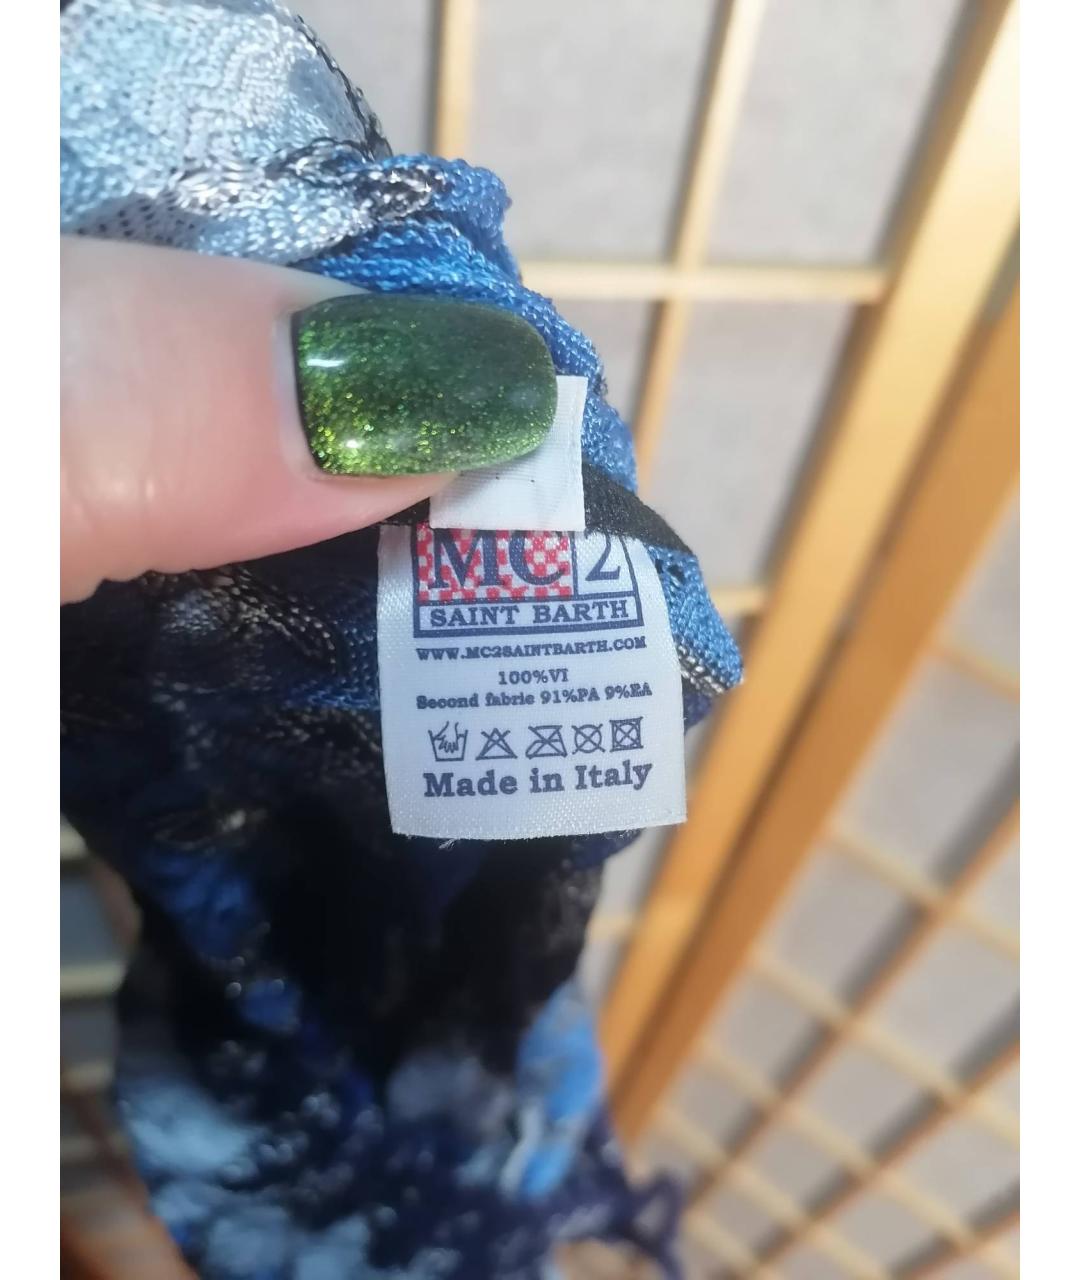 MC2
SAINT BARTH
WWW.MC2SAINTBARTH.COM
100%VI
Second fabric 91%PA 9%EA
Made in Italy